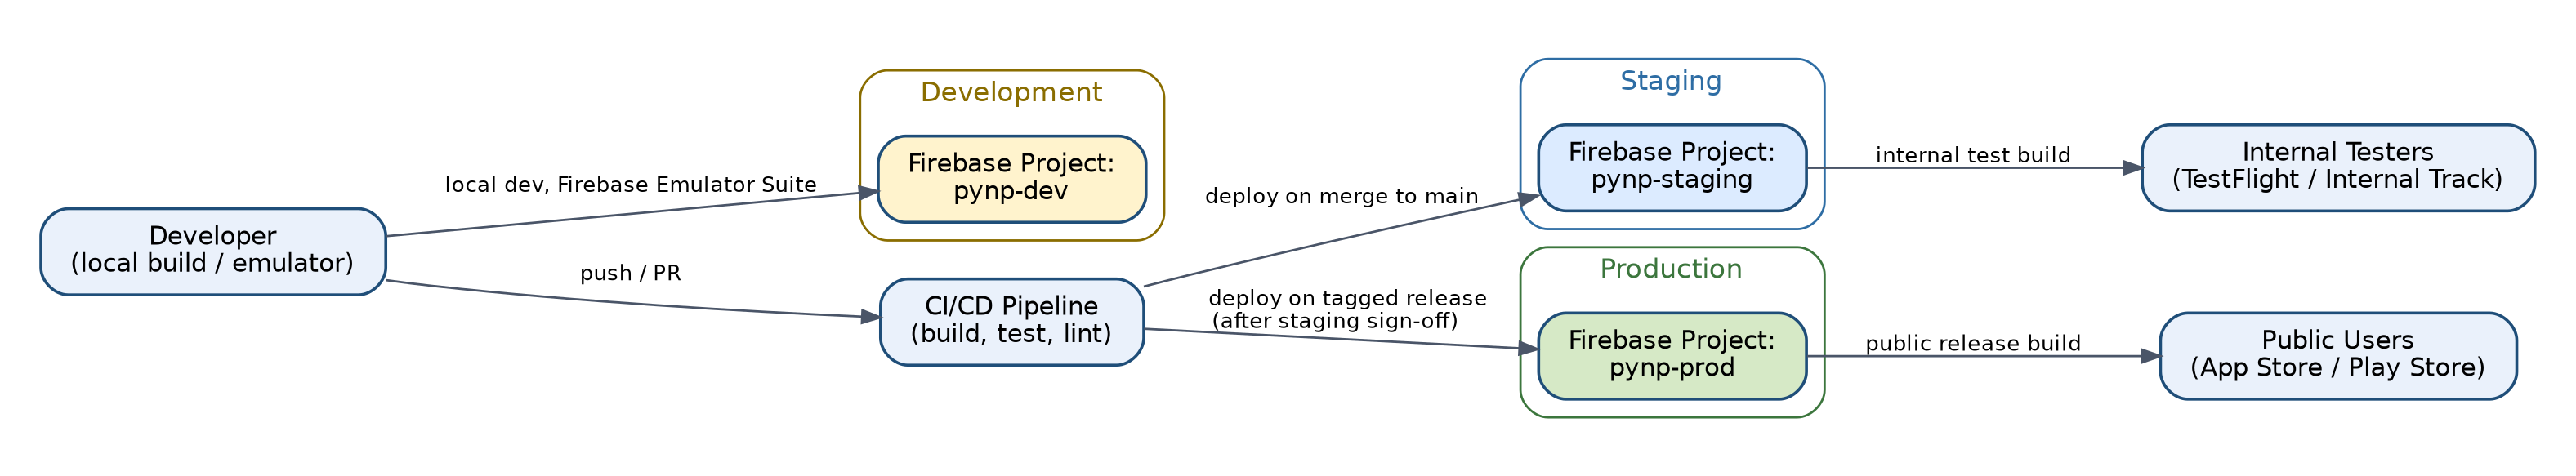 Developer
(local build / emulator)
local dev, Firebase Emulator Suite
push / PR
Development
Firebase Project:
pynp-dev
CI/CD Pipeline
(build, test, lint)
deploy on merge to main
deploy on tagged release
(after staging sign-off)
Staging
Firebase Project:
pynp-staging
Production
Firebase Project:
pynp-prod
internal test build
public release build
Internal Testers
(TestFlight / Internal Track)
Public Users
(App Store / Play Store)